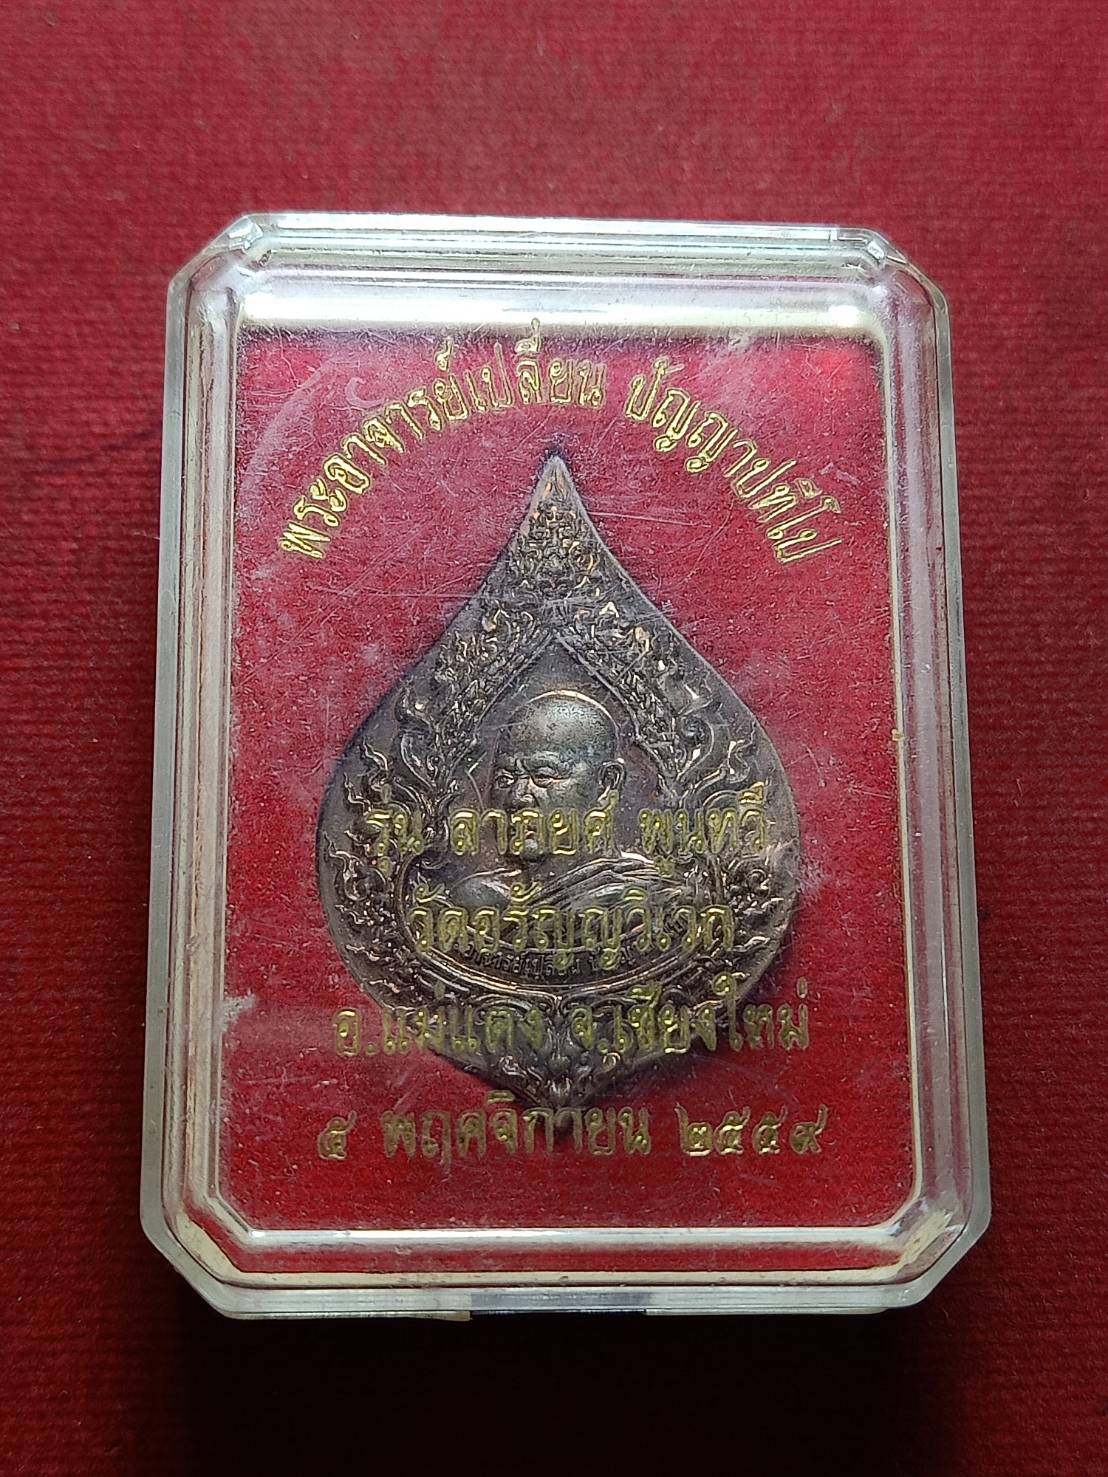 พระอาจารย์เปลี่ยน ปัญญาปทีโป
รุ่น ลาภยศ พูนทวี
วัดอรัญญวิเวก
อ.แม่แตง จ.เชียงใหม่
๕ พฤศจิกายน ๒๕๕๙